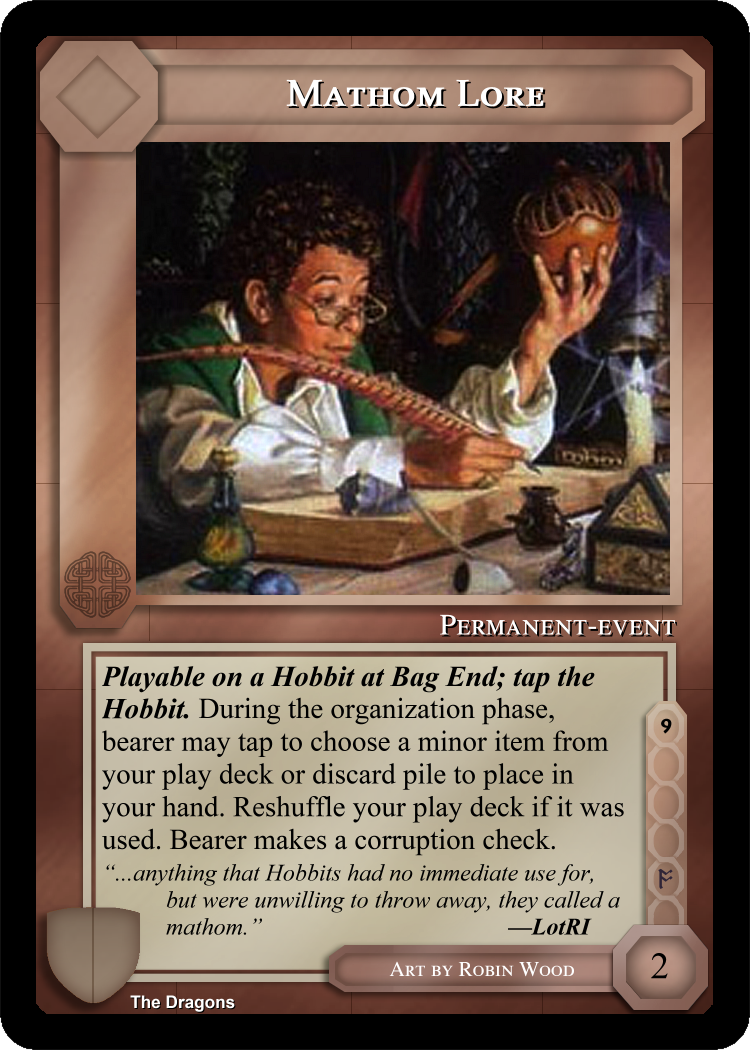 Mathom Lore
Permanent-event
Playable on a Hobbit at Bag End; tap the
Hobbit. During the organization phase,
bearer may tap to choose a minor item from
your play deck or discard pile to place in
your hand. Reshuffle your play deck if it was
used. Bearer makes a corruption check.
“...anything that Hobbits had no immediate use for,
but were unwilling to throw away, they called a
mathom.” —LotRI
9
ᚩ
Art by Robin Wood
2
The Dragons